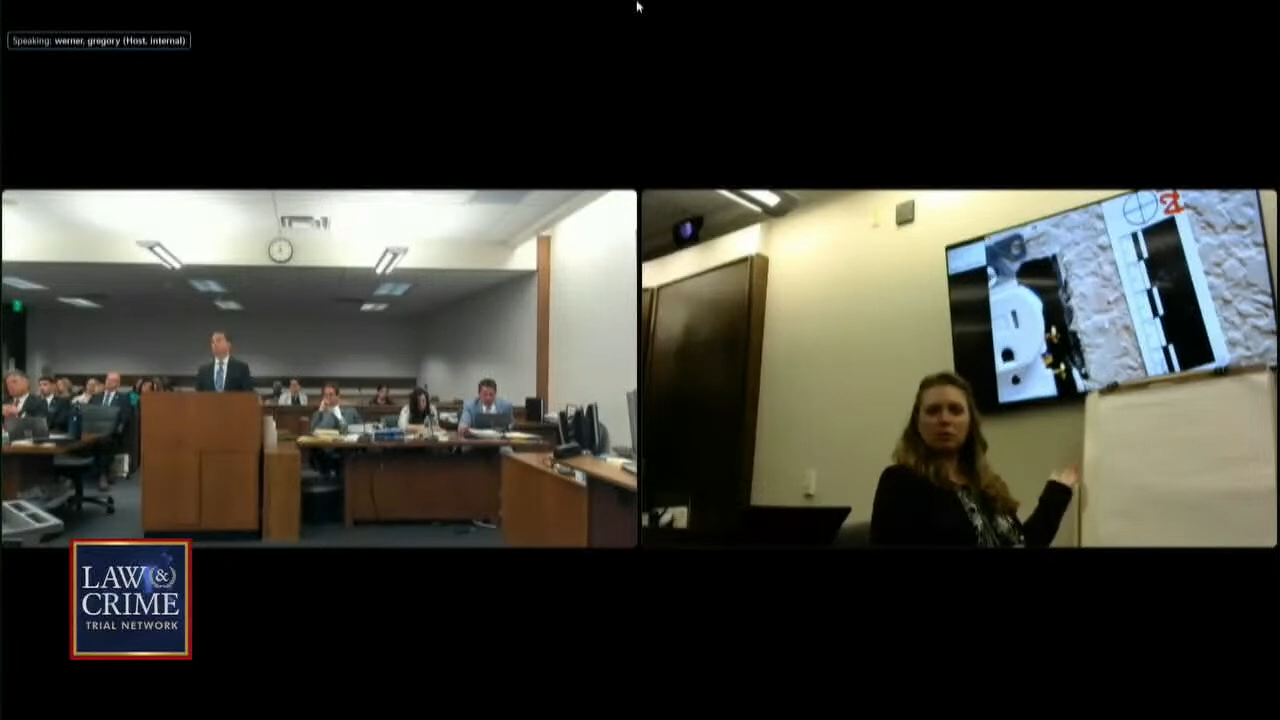 Speaking: werner, gregory (Host, internal)
LAW &
CRIME
TRIAL NETWORK